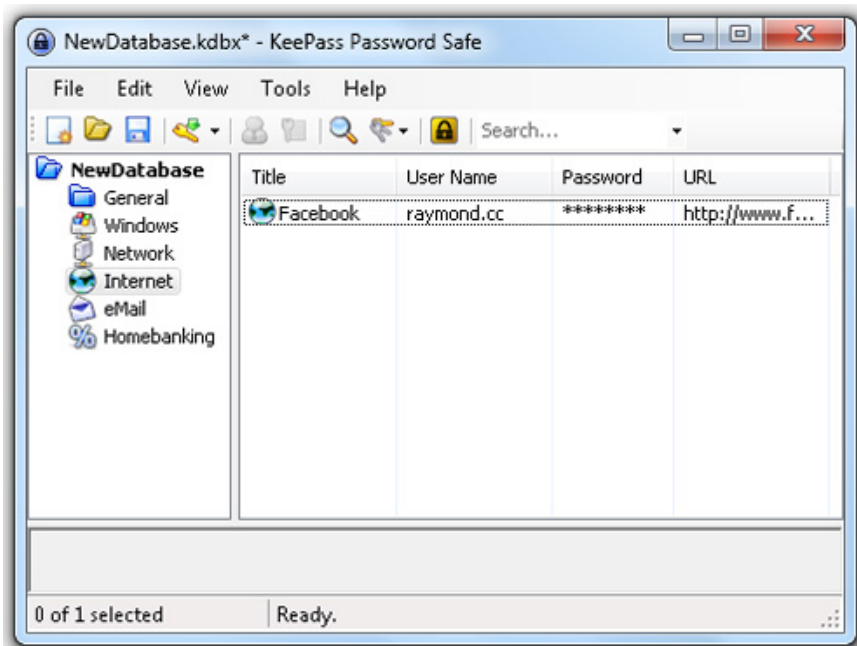 NewDatabase.kdbx* - KeePass Password Safe
File Edit View Tools Help
Search...
NewDatabase
General
Windows
Network
Internet
eMail
Homebanking
Title User Name Password URL
Facebook raymond.cc ******** http://www.f...
0 of 1 selected Ready.